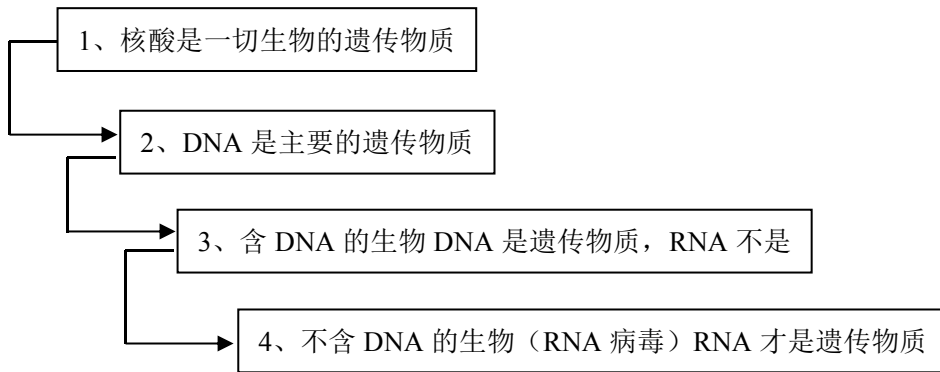 1、核酸是一切生物的遗传物质
2、DNA 是主要的遗传物质
3、含 DNA 的生物 DNA 是遗传物质，RNA 不是
4、不含 DNA 的生物（RNA 病毒）RNA 才是遗传物质